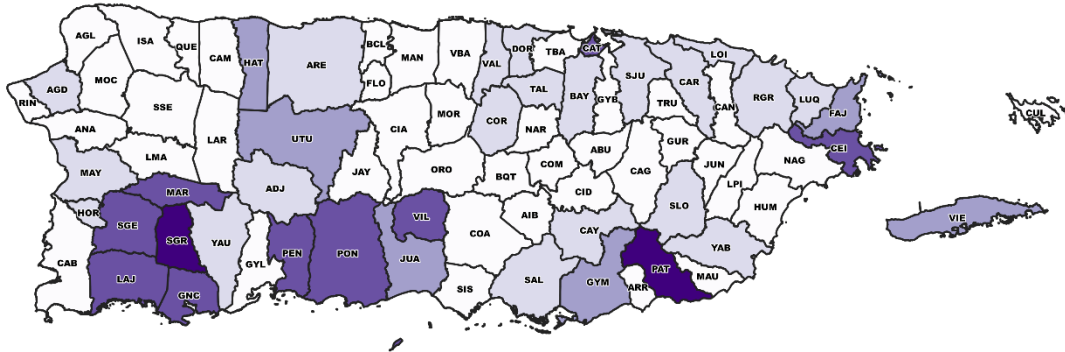 AGL
ISA
QUE
CAM
HAT
ARE
BCL
FLO
MAN
VBA
VAL
DOR
TBA
CAT
SJU
LOI
MOC
AGD
RIN
SSE
ANA
LAR
UTU
CIA
MOR
COR
TAL
NAR
BAY
GYB
TRU
CAR
CAN
RGR
LUQ
FAJ
CEI
CUL
LMA
MAY
MAR
ADJ
JAY
ORO
BQT
COM
ABU
CAG
GUR
JUN
NAG
LPI
HUM
HOR
SGE
SGR
YAU
GYL
PEN
PON
JUA
VIL
COA
AIB
CID
CAY
SLO
YAB
VIE
CAB
LAJ
GNC
SIS
SAL
GYM
ARR
PAT
MAU